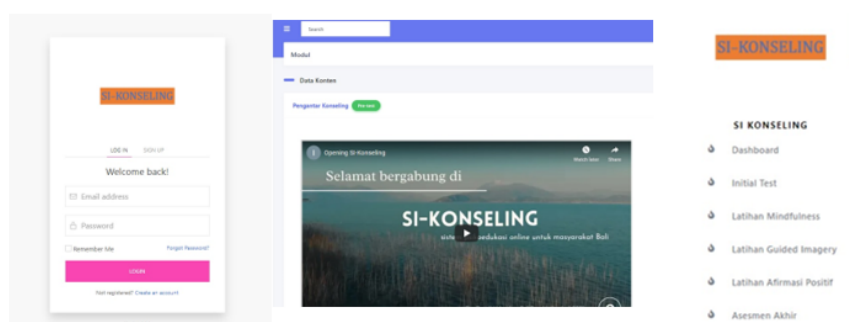 SI-KONSELING
LOG IN SIGN UP
Welcome back!
Email address
Password
Remember Me Forgot Password?
LOGIN
Not registered? Create an account
Search
Modul
Data Konten
Pengantar Konseling
Opening SI-Konseling
Watch later Share
Selamat bergabung di
SI-KONSELING
edukasi online untuk masyarakat Bali
SI-KONSELING
SI KONSELING
Dashboard
Initial Test
Latihan Mindfulness
Latihan Guided Imagery
Latihan Afirmasi Positif
Asesmen Akhir